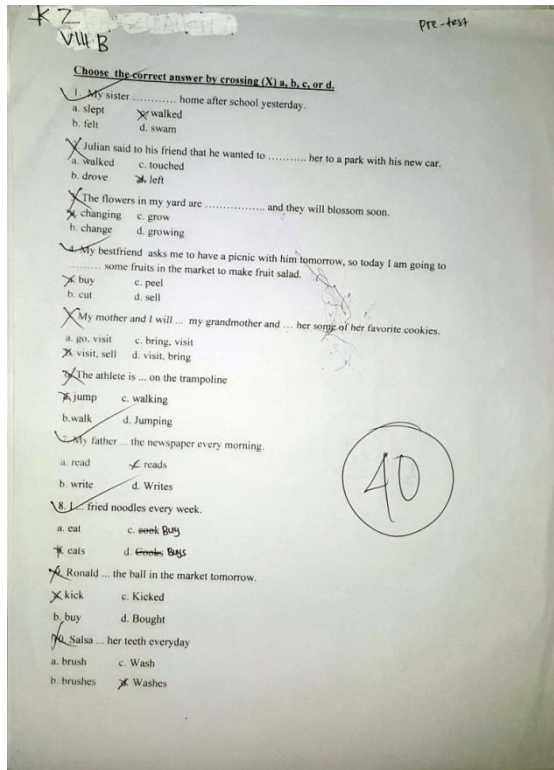 KZ
Pre-test
VIII B
Choose the correct answer by crossing (X) a, b, c, or d.
1. My sister ………… home after school yesterday.
a. slept c. walked
b. felt d. swam
Julian said to his friend that he wanted to ……….. her to a park with his new car.
a. walked c. touched
b. drove d. left
The flowers in my yard are ……………… and they will blossom soon.
a. changing c. grow
b. change d. growing
4. My bestfriend asks me to have a picnic with him tomorrow, so today I am going to
……… some fruits in the market to make fruit salad.
a. buy c. peel
b. cut d. sell
My mother and I will ... my grandmother and ... her some of her favorite cookies.
a. go, visit c. bring, visit
b. visit, sell d. visit, bring
6. The athlete is ... on the trampoline
a. jump c. walking
b.walk d. Jumping
7. My father ... the newspaper every morning.
a. read c. reads
b. write d. Writes
8. I ... fried noodles every week.
a. eat c. cook Buy
b. eats d. Cooks Buys
9. Ronald ... the ball in the market tomorrow.
a. kick c. Kicked
b. buy d. Bought
10. Salsa ... her teeth everyday
a. brush c. Wash
b. brushes d. Washes
40